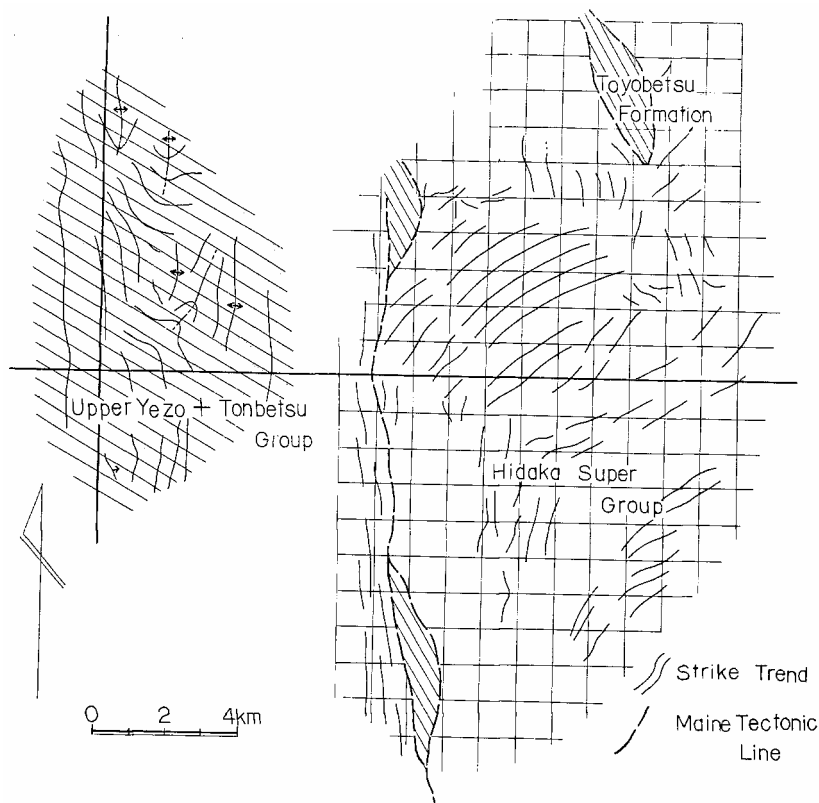 Toyobetsu
Formation
Upper Yezo + Tonbetsu
Group
Hidaka Super
Group
Strike Trend
Maine Tectonic
Line
0 2 4km